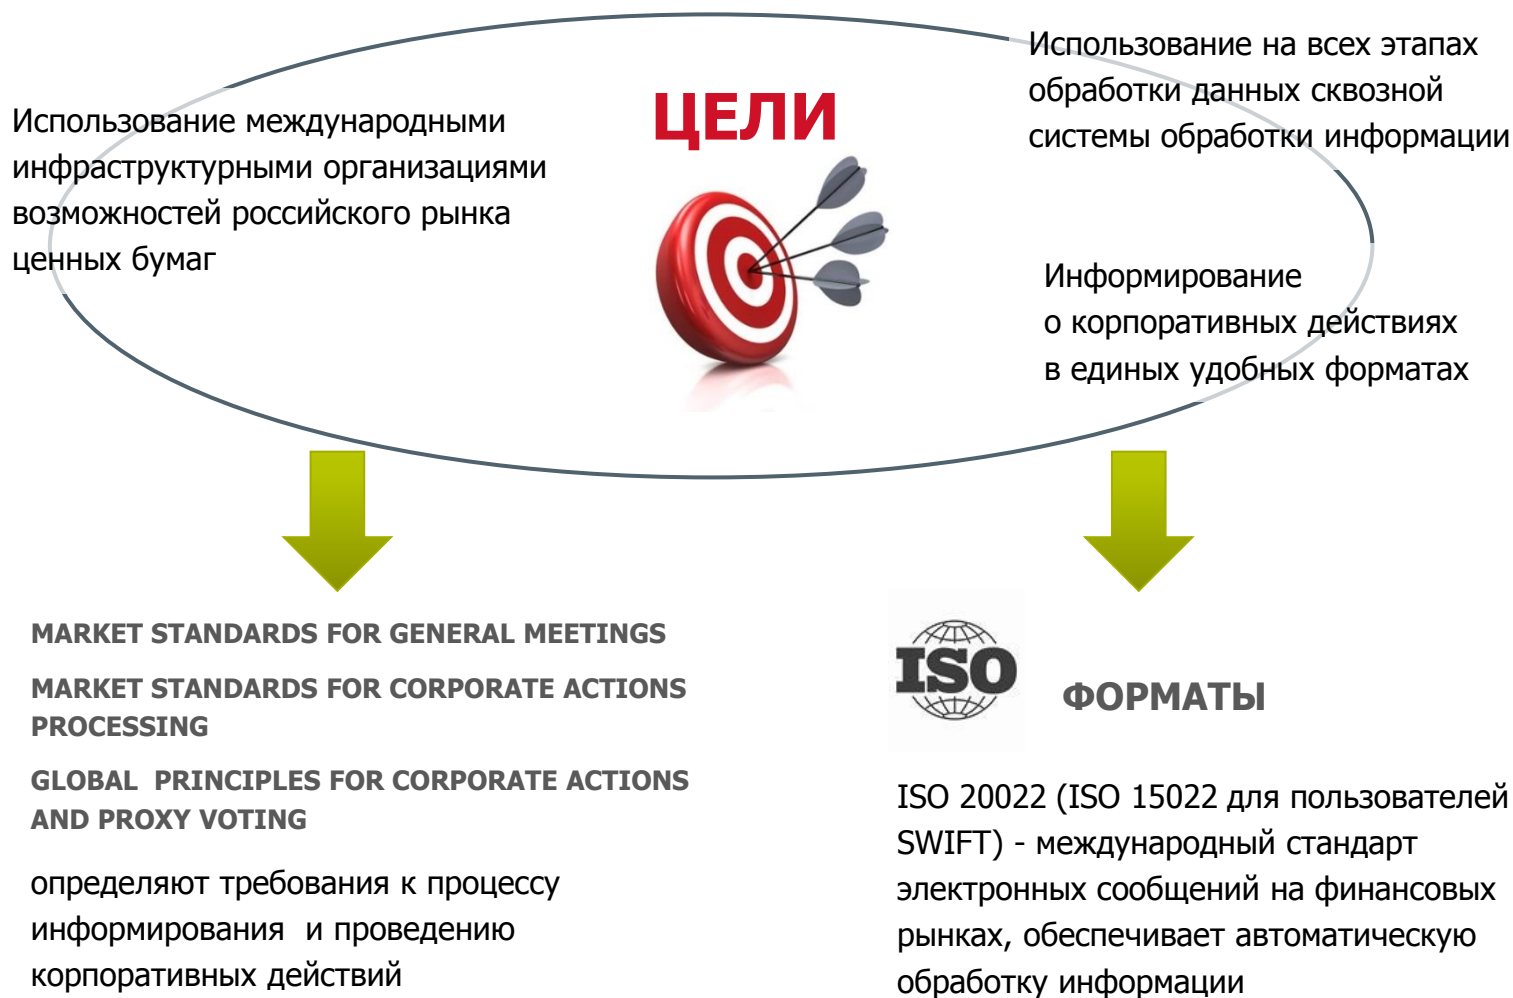 ЦЕЛИ
Использование международными
инфраструктурными организациями
возможностей российского рынка
ценных бумаг
Использование на всех этапах
обработки данных сквозной
системы обработки информации
Информирование
о корпоративных действиях
в единых удобных форматах
MARKET STANDARDS FOR GENERAL MEETINGS
MARKET STANDARDS FOR CORPORATE ACTIONS
PROCESSING
GLOBAL PRINCIPLES FOR CORPORATE ACTIONS
AND PROXY VOTING
определяют требования к процессу
информирования и проведению
корпоративных действий
ISO
ФОРМАТЫ
ISO 20022 (ISO 15022 для пользователей
SWIFT) - международный стандарт
электронных сообщений на финансовых
рынках, обеспечивает автоматическую
обработку информации